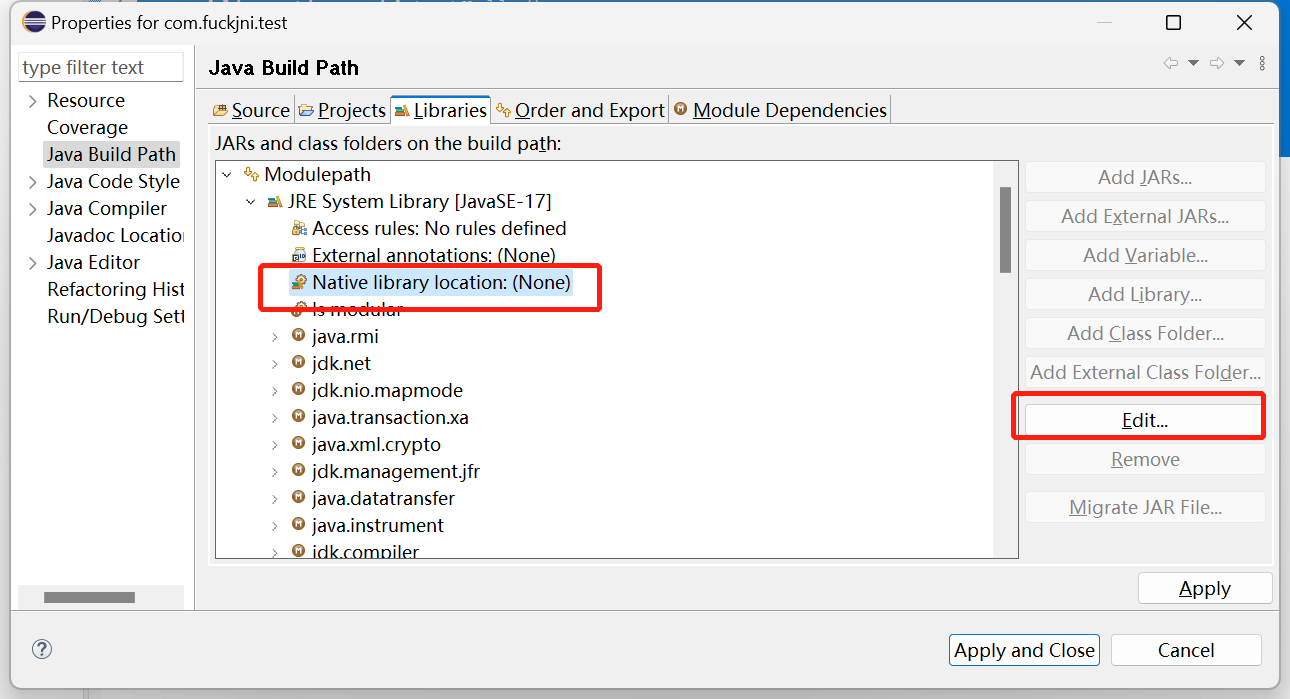 Properties for com.fuckjni.test
type filter text
Resource
Coverage
Java Build Path
Java Code Style
Java Compiler
Javadoc Locatio
Java Editor
Refactoring Hist
Run/Debug Sett
Java Build Path
Source Projects Libraries Order and Export Module Dependencies
JARs and class folders on the build path:
Modulepath
JRE System Library [JavaSE-17]
Access rules: No rules defined
External annotations: (None)
Native library location: (None)
Is modular
java.rmi
jdk.net
jdk.nio.mapmode
java.transaction.xa
java.xml.crypto
jdk.management.jfr
java.datatransfer
java.instrument
jdk.compiler
Add JARs...
Add External JARs...
Add Variable...
Add Library...
Add Class Folder...
Add External Class Folder...
Edit...
Remove
Migrate JAR File...
Apply
?
Apply and Close
Cancel